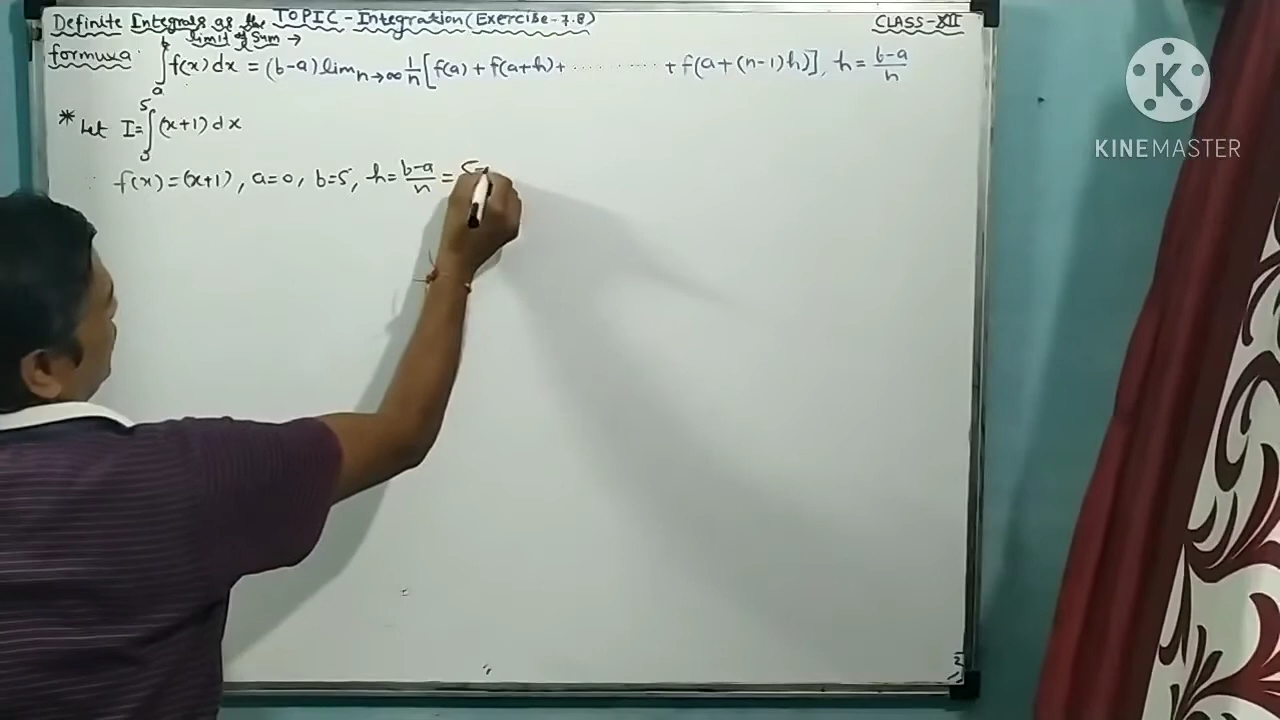 Definite Integrals as the TOPIC - Integration (Exercise-7.8) CLASS-XII
limit of Sum →
formula ∫ₐᵇ f(x) dx = (b-a) lim n→∞ 1/n [f(a) + f(a+h) + .......... + f(a+(n-1)h)], h = b-a/n
* Let I = ∫₀⁵ (x+1) dx
f(x) = (x+1), a=0, b=5, h = b-a/n = 5-
K
KINEMASTER